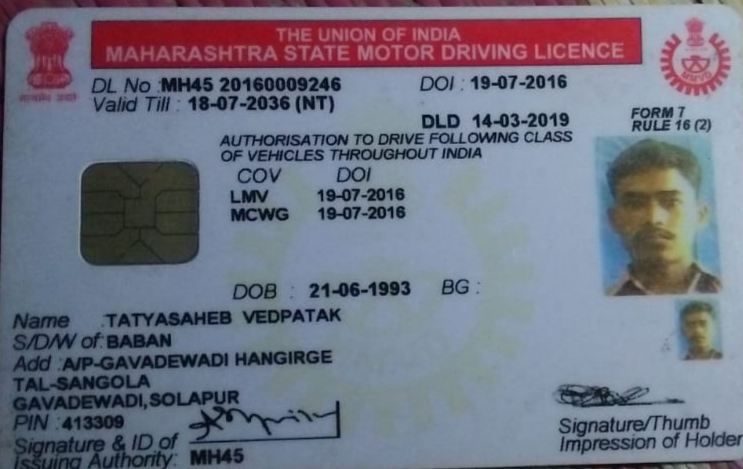 THE UNION OF INDIA
MAHARASHTRA STATE MOTOR DRIVING LICENCE
DL No : MH45 20160009246 DOI : 19-07-2016
Valid Till : 18-07-2036 (NT)
DLD 14-03-2019
FORM 7
RULE 16 (2)
AUTHORISATION TO DRIVE FOLLOWING CLASS
OF VEHICLES THROUGHOUT INDIA
COV DOI
LMV 19-07-2016
MCWG 19-07-2016
DOB : 21-06-1993 BG :
Name : TATYASAHEB VEDPATAK
S/D/W of: BABAN
Add : A/P-GAVADEWADI HANGIRGE
TAL-SANGOLA
GAVADEWADI,SOLAPUR
PIN : 413309
Signature & ID of
Issuing Authority: MH45
Signature/Thumb
Impression of Holder